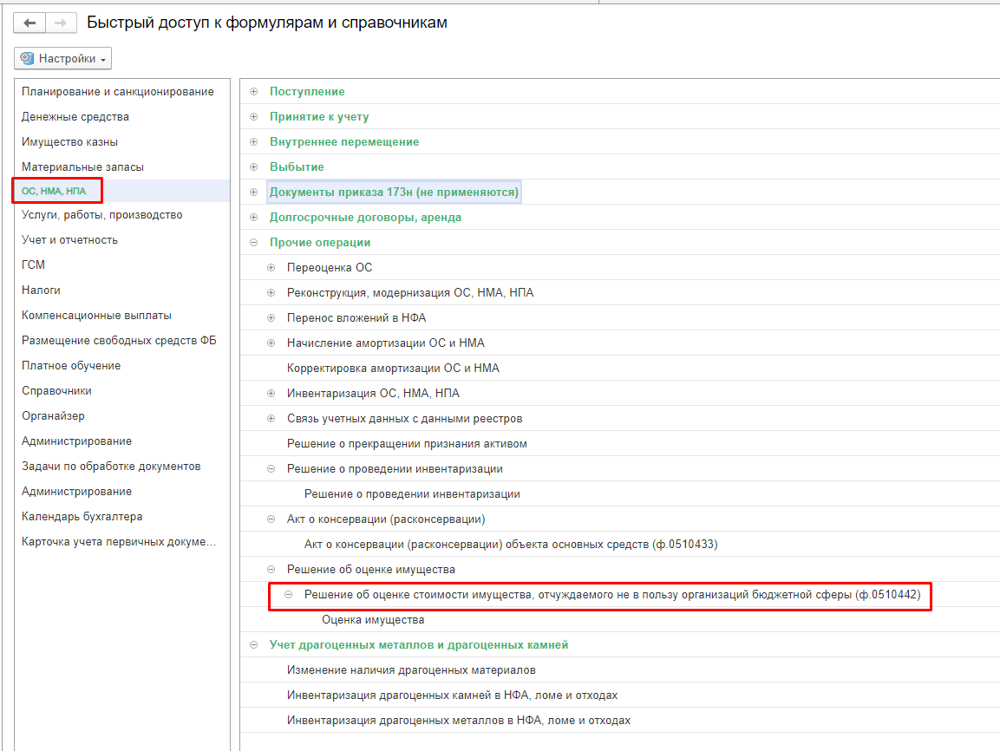 Быстрый доступ к формулярам и справочникам
Настройки
Планирование и санкционирование
Денежные средства
Имущество казны
Материальные запасы
ОС, НМА, НПА
Услуги, работы, производство
Учет и отчетность
ГСМ
Налоги
Компенсационные выплаты
Размещение свободных средств ФБ
Платное обучение
Справочники
Органайзер
Администрирование
Задачи по обработке документов
Администрирование
Календарь бухгалтера
Карточка учета первичных докуме...
Поступление
Принятие к учету
Внутреннее перемещение
Выбытие
Документы приказа 173н (не применяются)
Долгосрочные договоры, аренда
Прочие операции
Переоценка ОС
Реконструкция, модернизация ОС, НМА, НПА
Перенос вложений в НФА
Начисление амортизации ОС и НМА
Корректировка амортизации ОС и НМА
Инвентаризация ОС, НМА, НПА
Связь учетных данных с данными реестров
Решение о прекращении признания активом
Решение о проведении инвентаризации
Решение о проведении инвентаризации
Акт о консервации (расконсервации)
Акт о консервации (расконсервации) объекта основных средств (ф.0510433)
Решение об оценке имущества
Решение об оценке стоимости имущества, отчуждаемого не в пользу организаций бюджетной сферы (ф.0510442)
Оценка имущества
Учет драгоценных металлов и драгоценных камней
Изменение наличия драгоценных материалов
Инвентаризация драгоценных камней в НФА, ломе и отходах
Инвентаризация драгоценных металлов в НФА, ломе и отходах